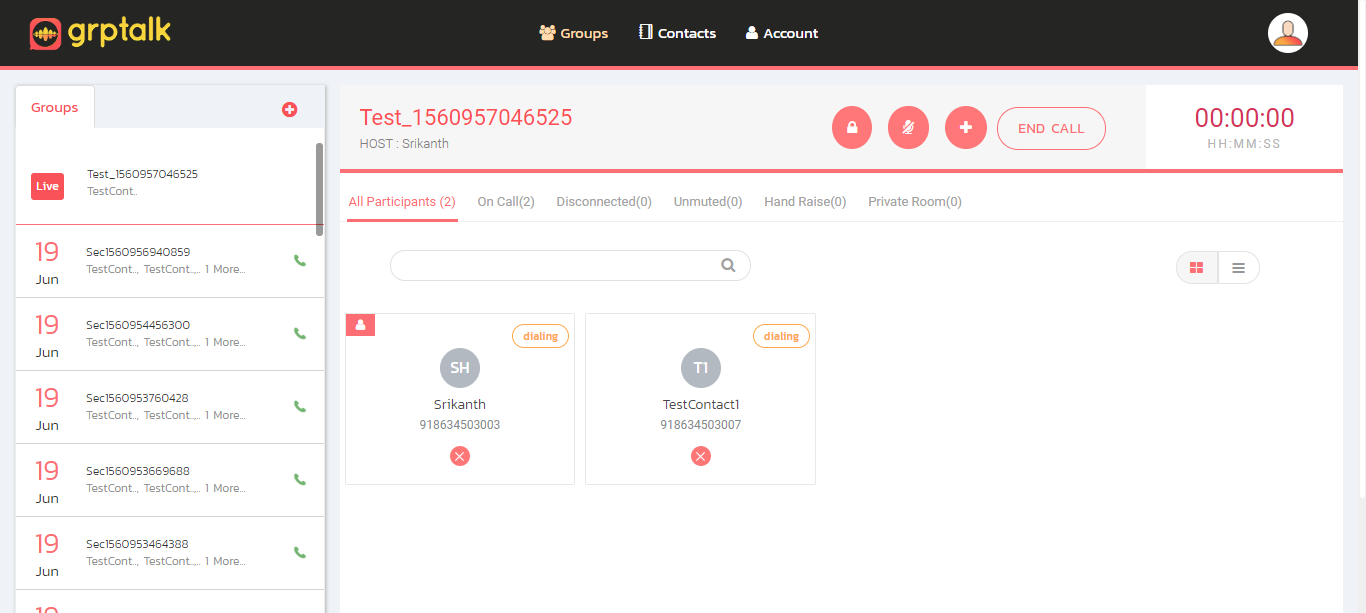 grptalk
Groups
Contacts
Account
Groups
Live
Test_1560957046525
TestCont..
19
Jun
Sec1560956940859
TestCont.., TestCont..,.. 1 More...
19
Jun
Sec1560954456300
TestCont.., TestCont..,.. 1 More...
19
Jun
Sec1560953760428
TestCont.., TestCont..,.. 1 More...
19
Jun
Sec1560953669688
TestCont.., TestCont..,.. 1 More...
19
Jun
Sec1560953464388
TestCont.., TestCont..,.. 1 More...
Test_1560957046525
HOST : Srikanth
END CALL
00:00:00
HH:MM:SS
All Participants (2)
On Call(2)
Disconnected(0)
Unmuted(0)
Hand Raise(0)
Private Room(0)
dialing
SH
Srikanth
918634503003
dialing
T1
TestContact1
918634503007